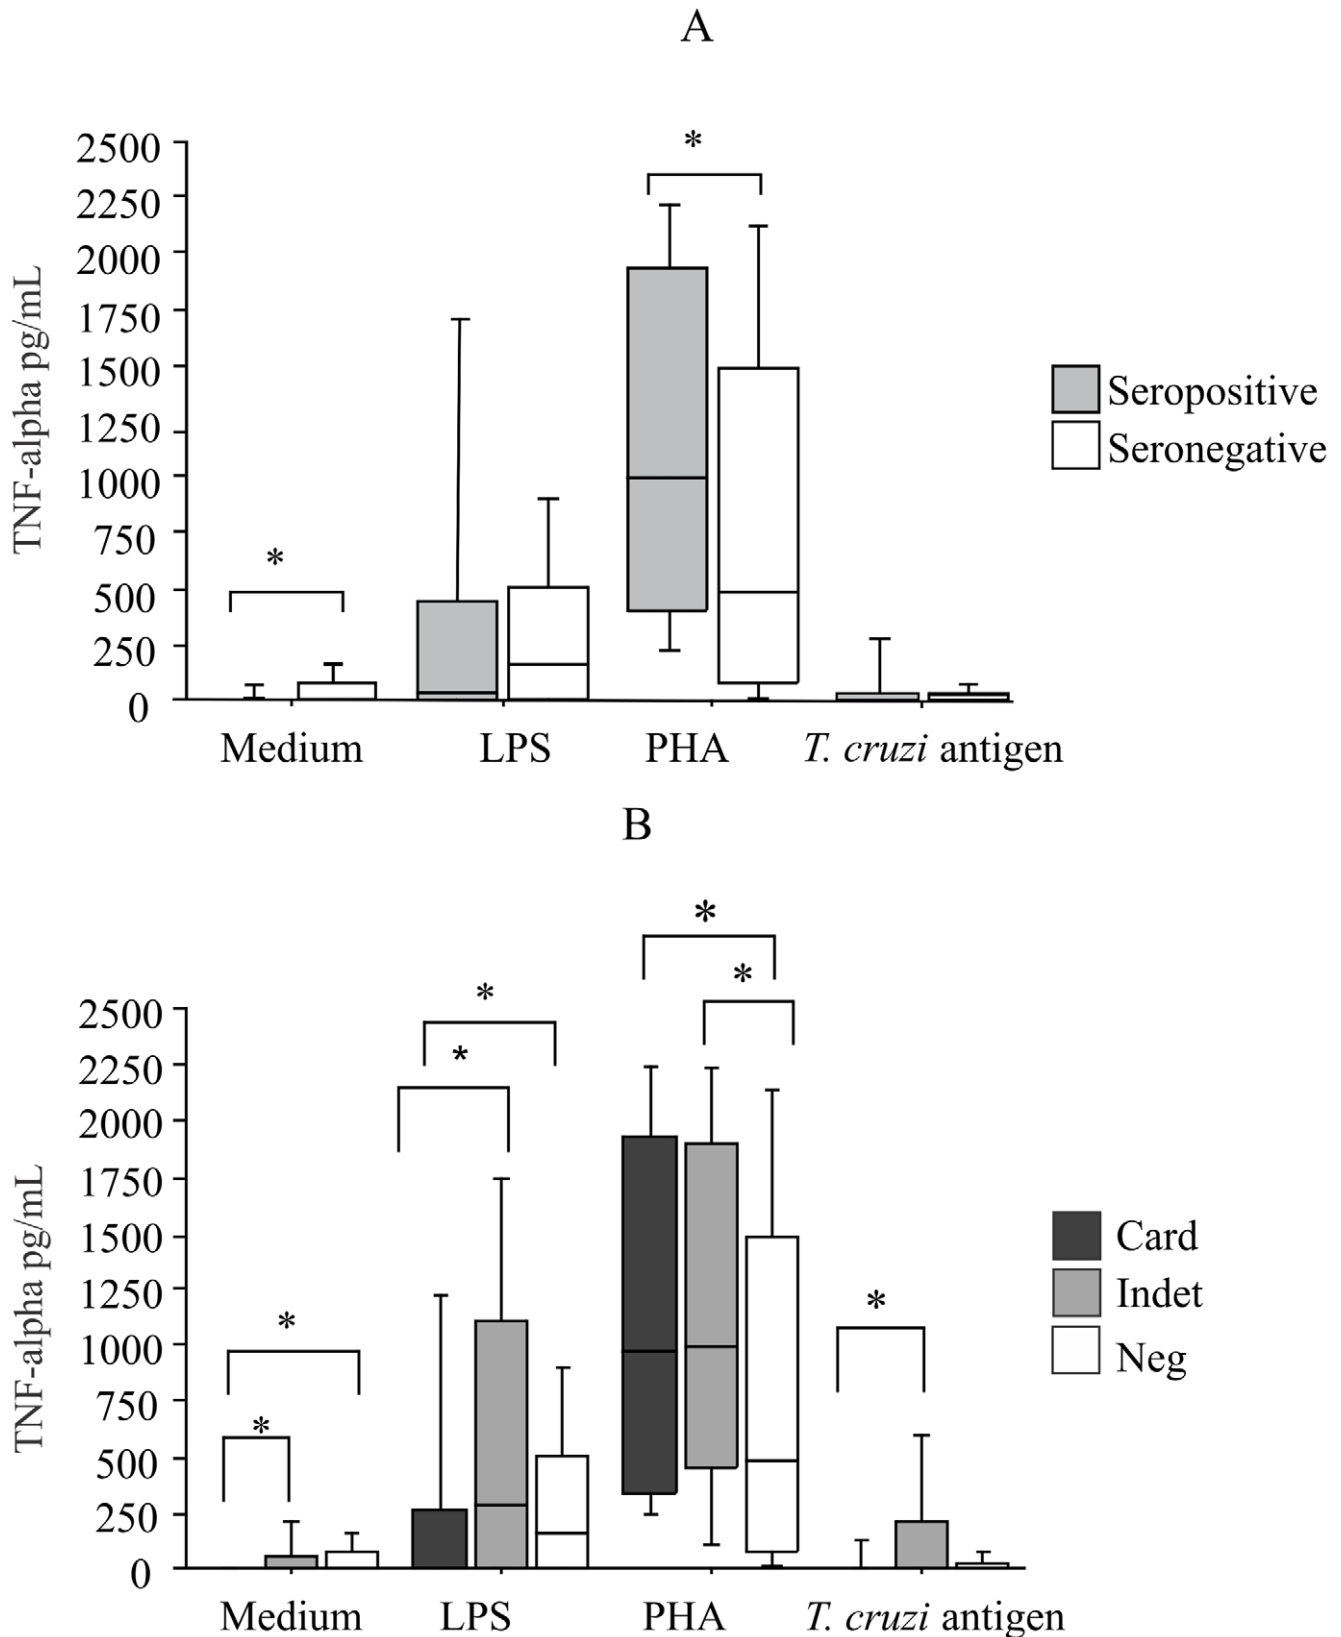 A
2500
2250
2000
1750
1500
1250
1000
750
500
250
0
TNF-alpha pg/mL
*
*
Seropositive
Seronegative
Medium LPS PHA T. cruzi antigen
B
2500
2250
2000
1750
1500
1250
1000
750
500
250
0
TNF-alpha pg/mL
*
*
*
*
*
*
*
Card
Indet
Neg
Medium LPS PHA T. cruzi antigen